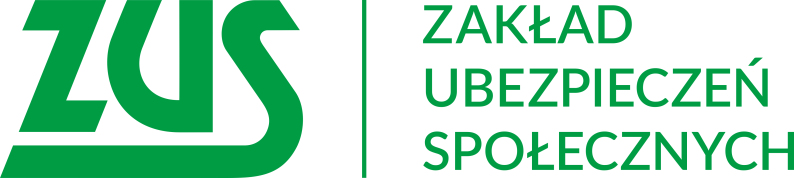 ZUS
ZAKŁAD
UBEZPIECZEŃ
SPOŁECZNYCH